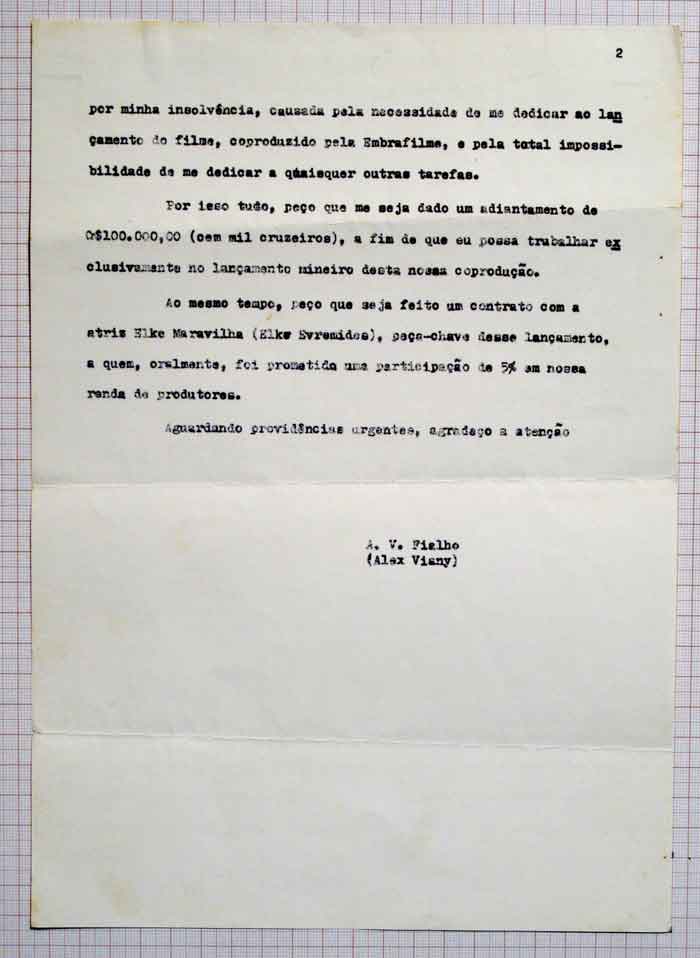 2
por minha insolvência, causada pela necessidade de me dedicar ao lan
çamento do filme, coproduzido pela Embrafilme, e pela total impossi-
bilidade de me dedicar a quaisquer outras tarefas.
Por isso tudo, peço que me seja dado um adiantamento de
Cr$100.000,00 (cem mil cruzeiros), a fim de que eu possa trabalhar ex
clusivamente no lançamento mineiro desta nossa coprodução.
Ao mesmo tempo, peço que seja feito um contrato com a
atriz Elke Maravilha (Elke Evremides), peça-chave desse lançamento,
a quem, oralmente, foi prometida uma participação de 5% em nossa
renda de produtores.
Aguardando providências urgentes, agradeço a atenção
A. V. Fialho
(Alex Viany)